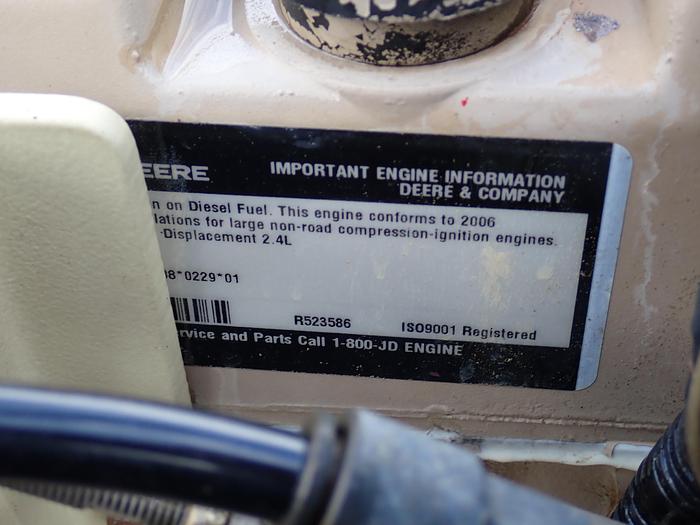 EERE
IMPORTANT ENGINE INFORMATION
DEERE & COMPANY
n on Diesel Fuel. This engine conforms to 2006
lations for large non-road compression-ignition engines.
-Displacement 2.4L
98*0229*01
R523586 ISO9001 Registered
rvice and Parts Call 1-800-JD ENGINE